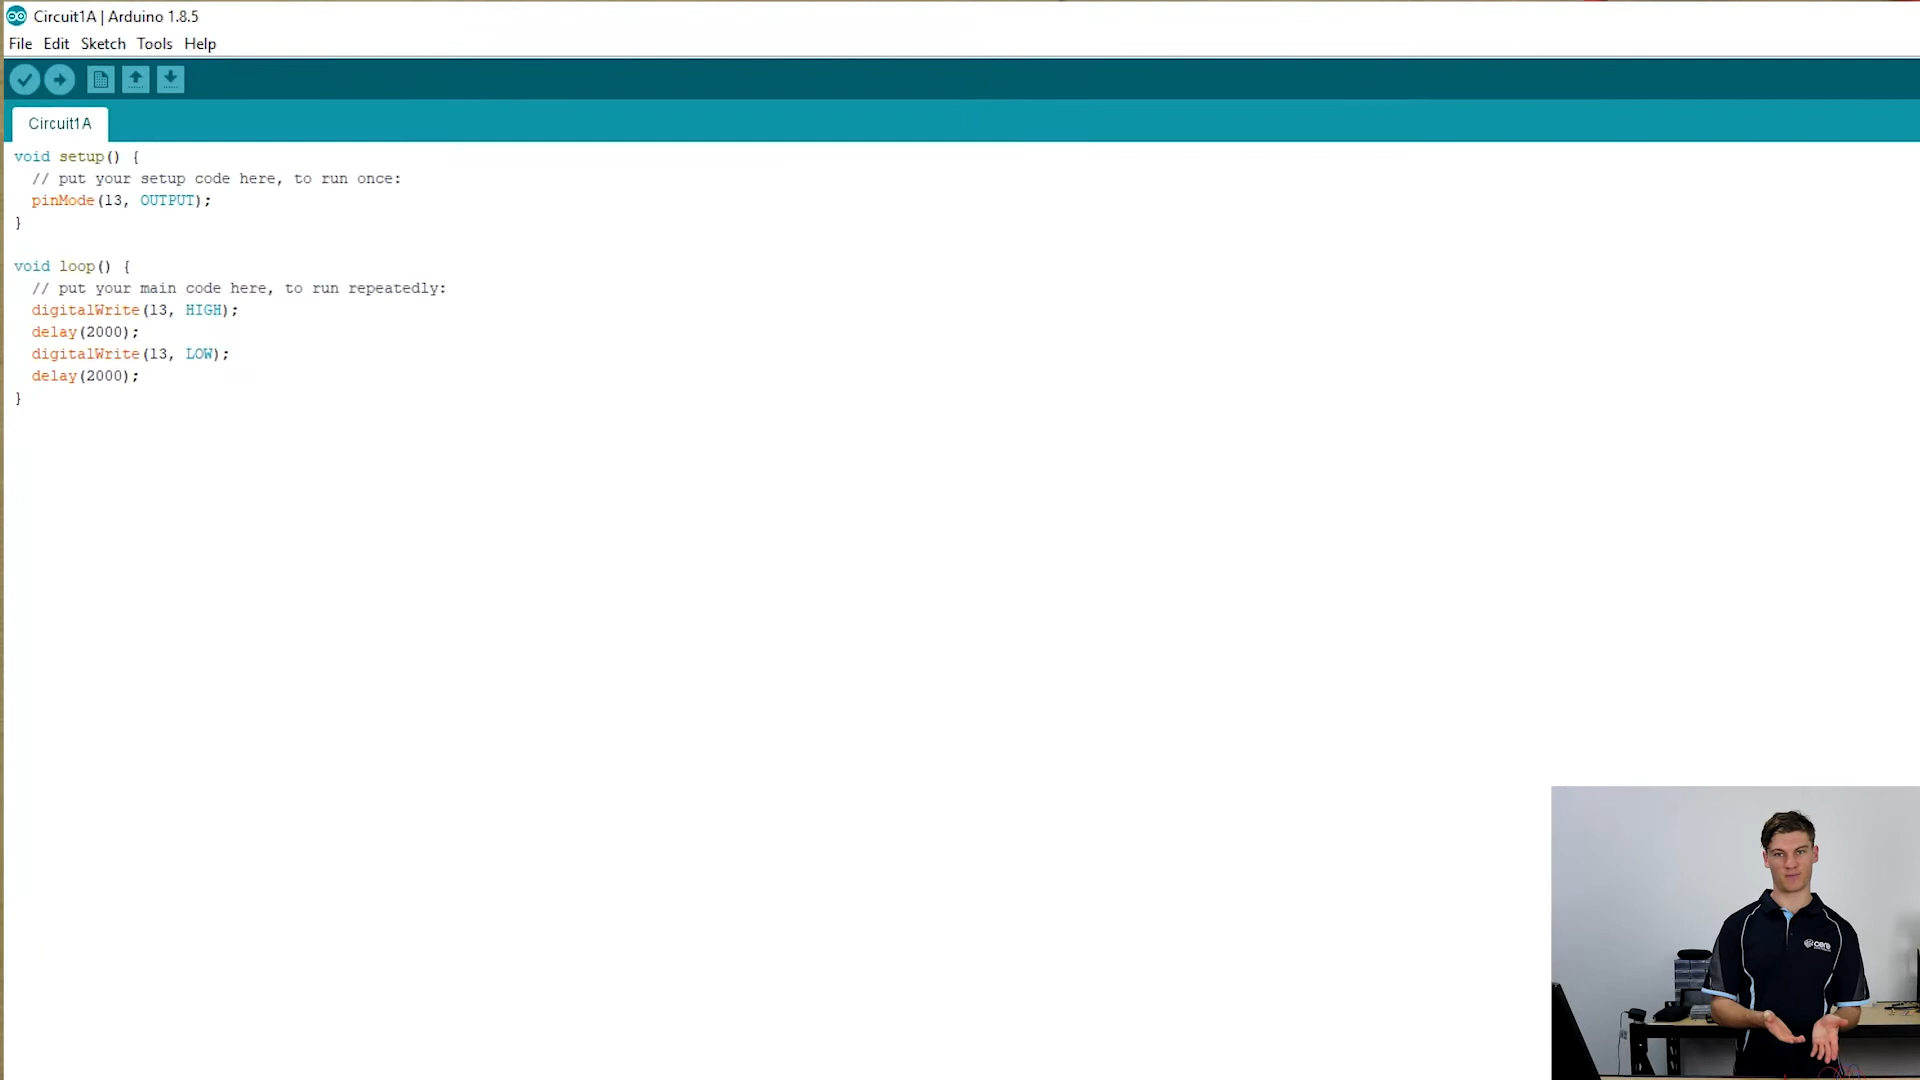 Circuit1A | Arduino 1.8.5
File Edit Sketch Tools Help
Circuit1A
void setup() {
// put your setup code here, to run once:
pinMode(13, OUTPUT);
}
void loop() {
// put your main code here, to run repeatedly:
digitalWrite(13, HIGH);
delay(2000);
digitalWrite(13, LOW);
delay(2000);
}